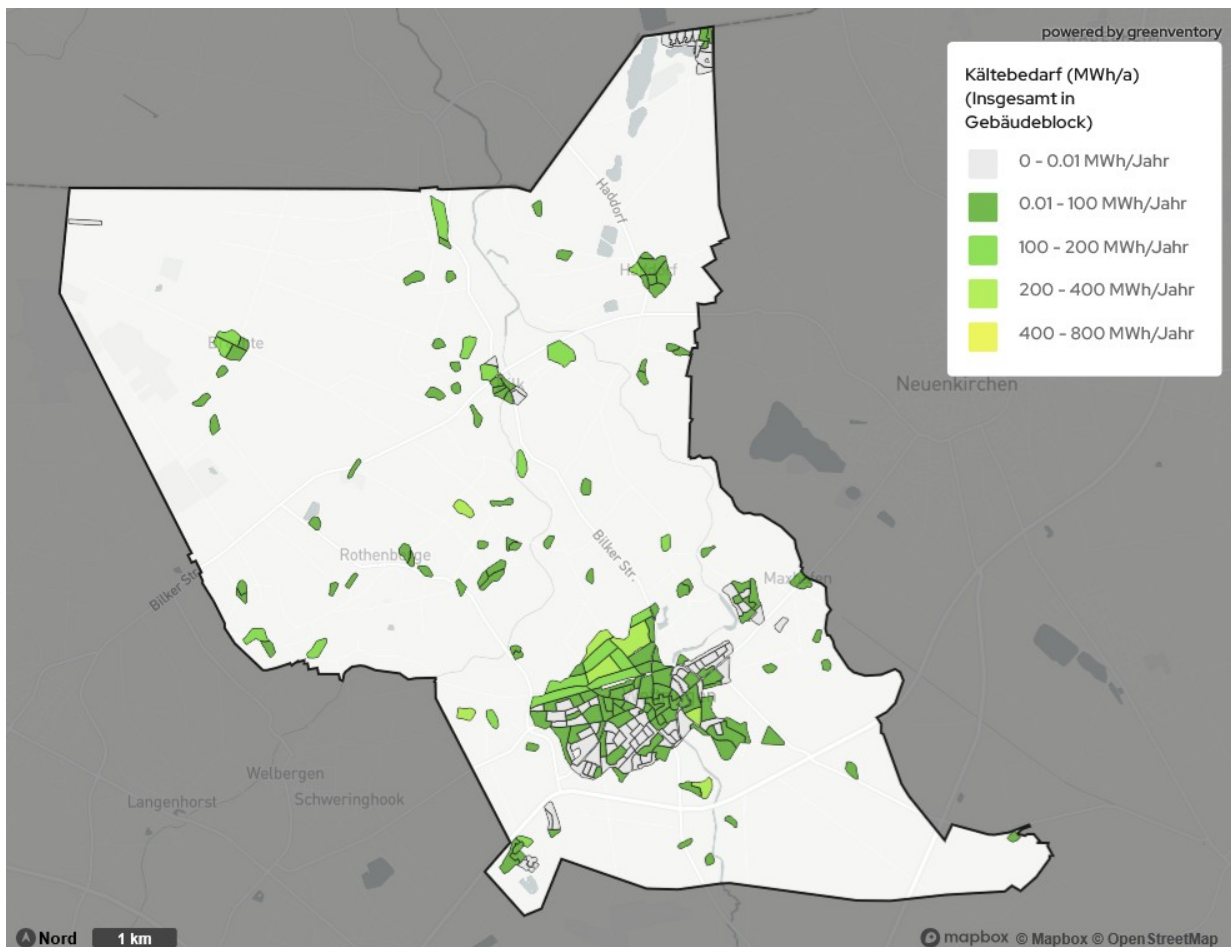 powered by greenventory
Kältebedarf (MWh/a)
(Insgesamt in
Gebäudeblock)
0 - 0.01 MWh/Jahr
0.01 - 100 MWh/Jahr
100 - 200 MWh/Jahr
200 - 400 MWh/Jahr
400 - 800 MWh/Jahr
Haddorf
Neuenkirchen
Rothenberge
Bilker Str.
Bilker Str.
Welbergen
Langenhorst
Schweringhook
Nord
1 km
mapbox © Mapbox © OpenStreetMap